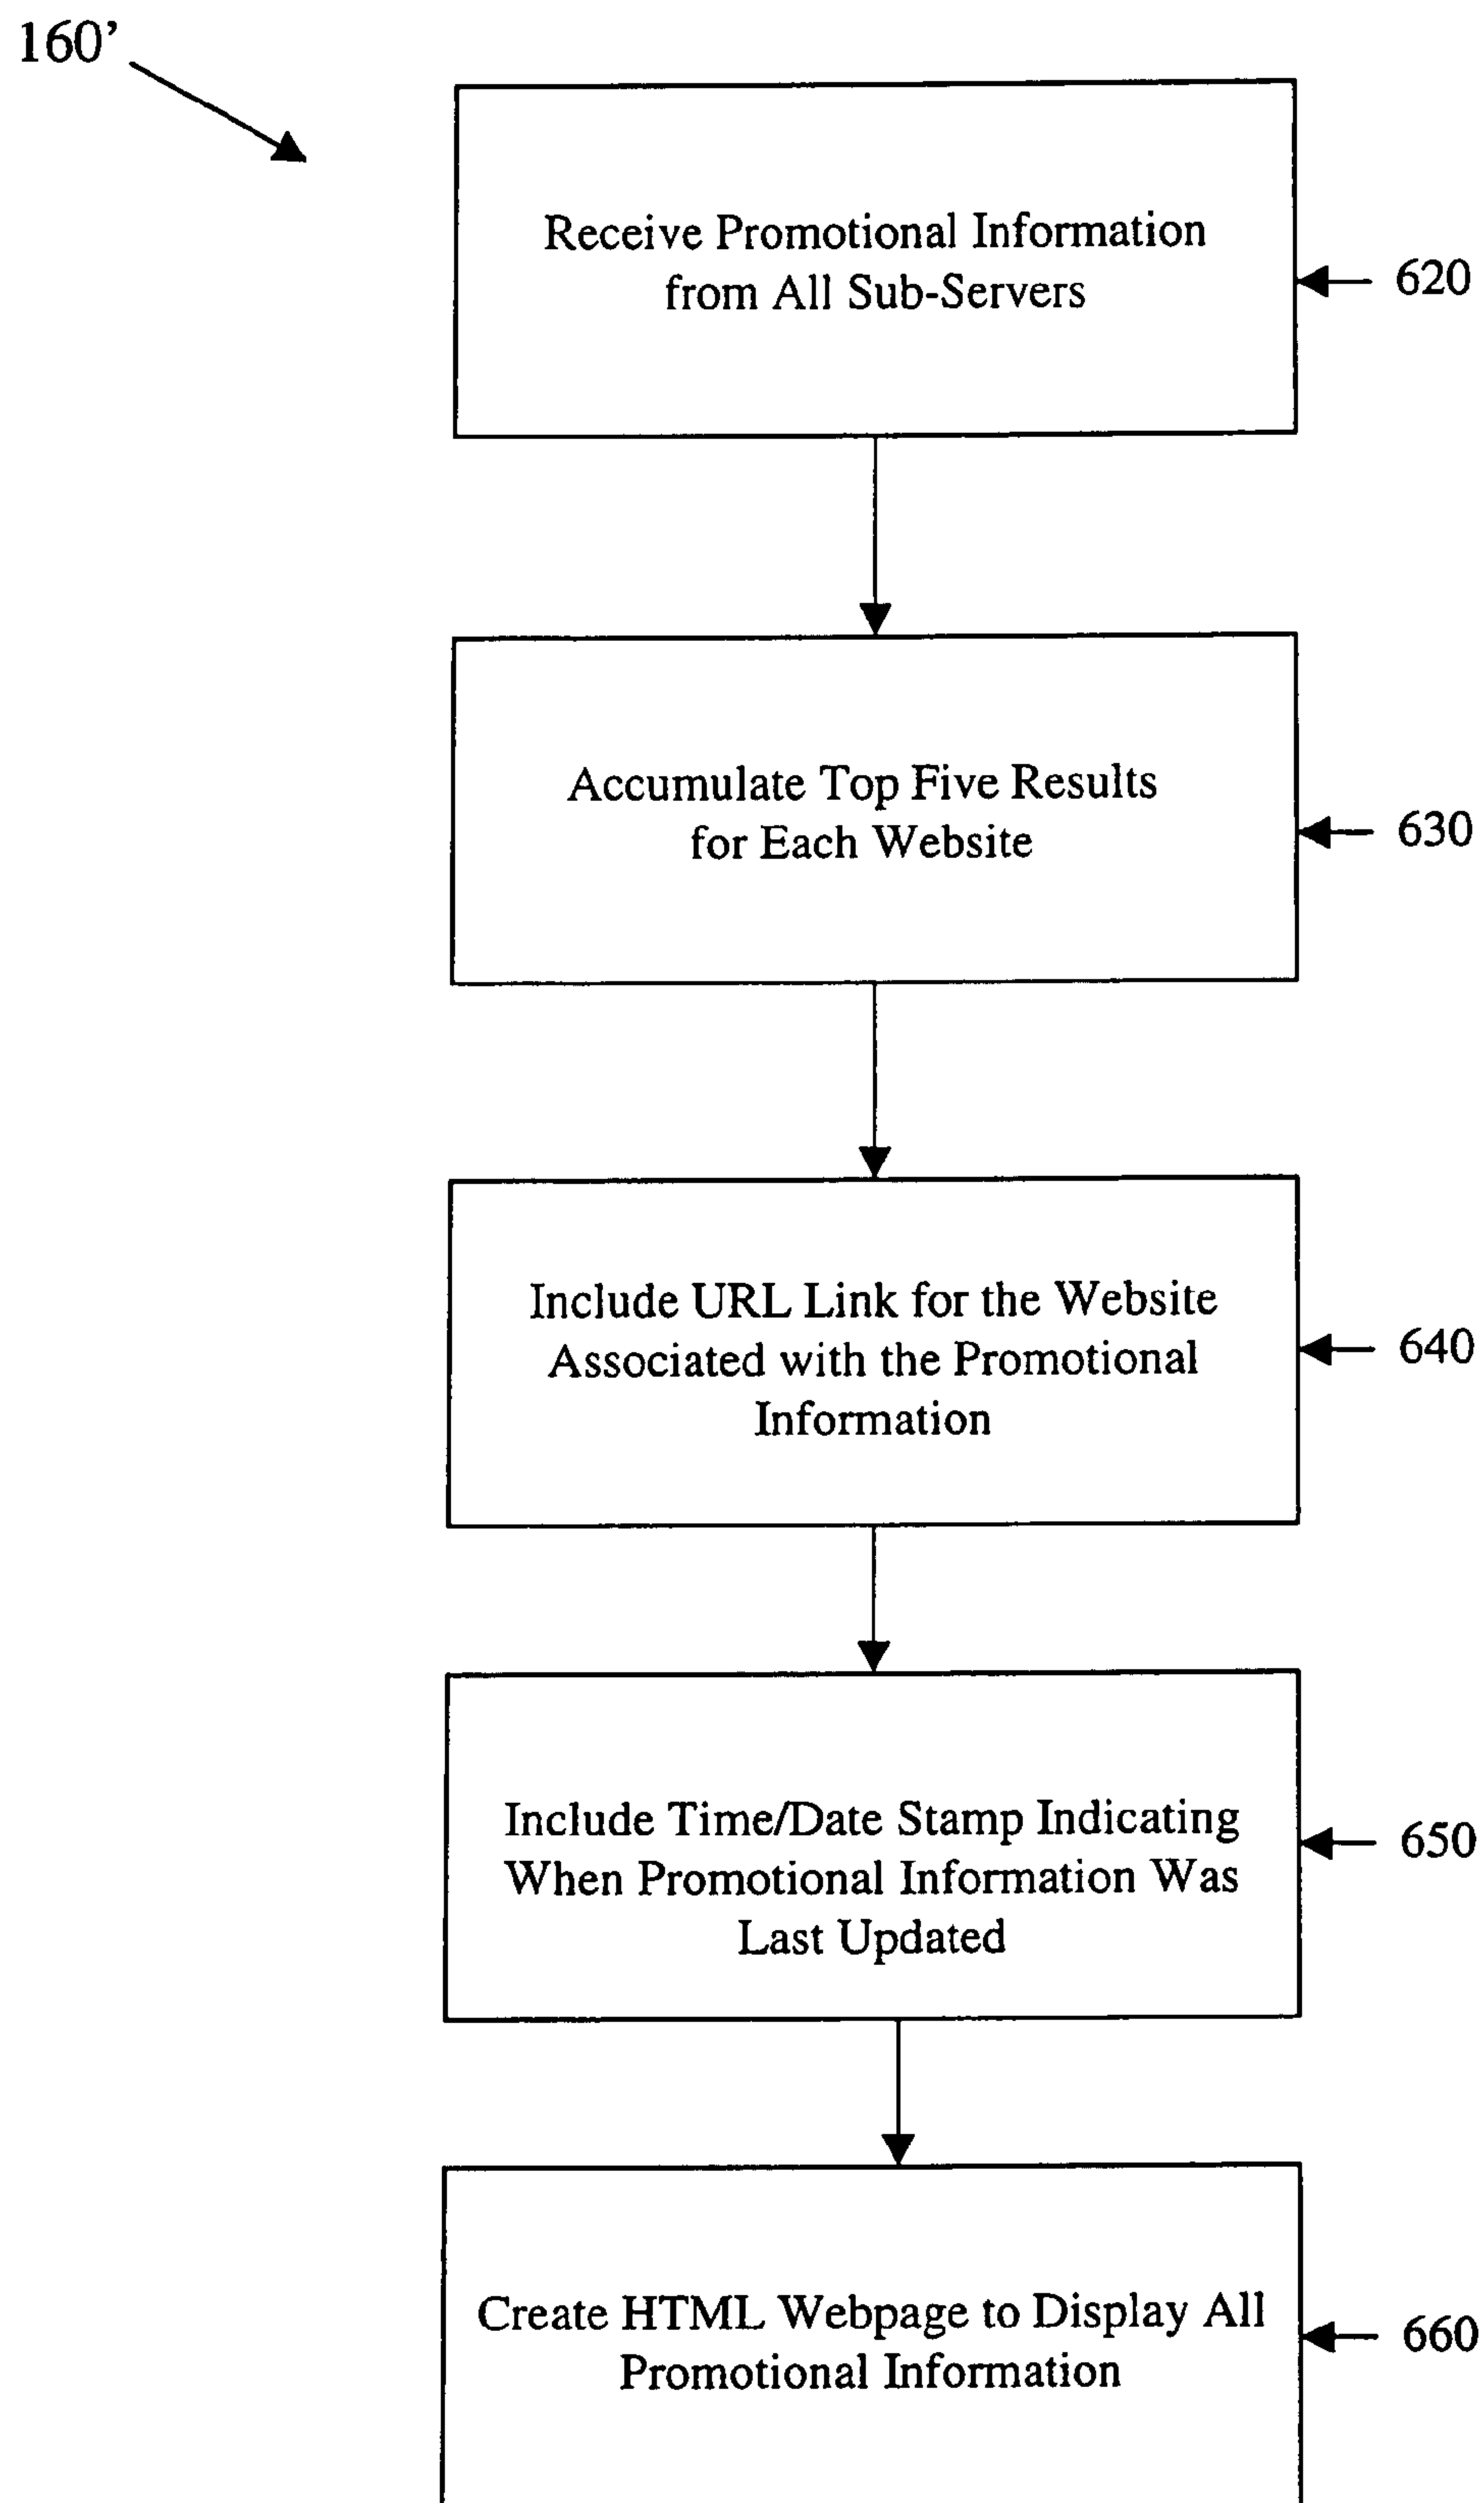 160’
Receive Promotional Information
from All Sub-Servers
620
Accumulate Top Five Results
for Each Website
630
Include URL Link for the Website
Associated with the Promotional
Information
640
Include Time/Date Stamp Indicating
When Promotional Information Was
Last Updated
650
Create HTML Webpage to Display All
Promotional Information
660